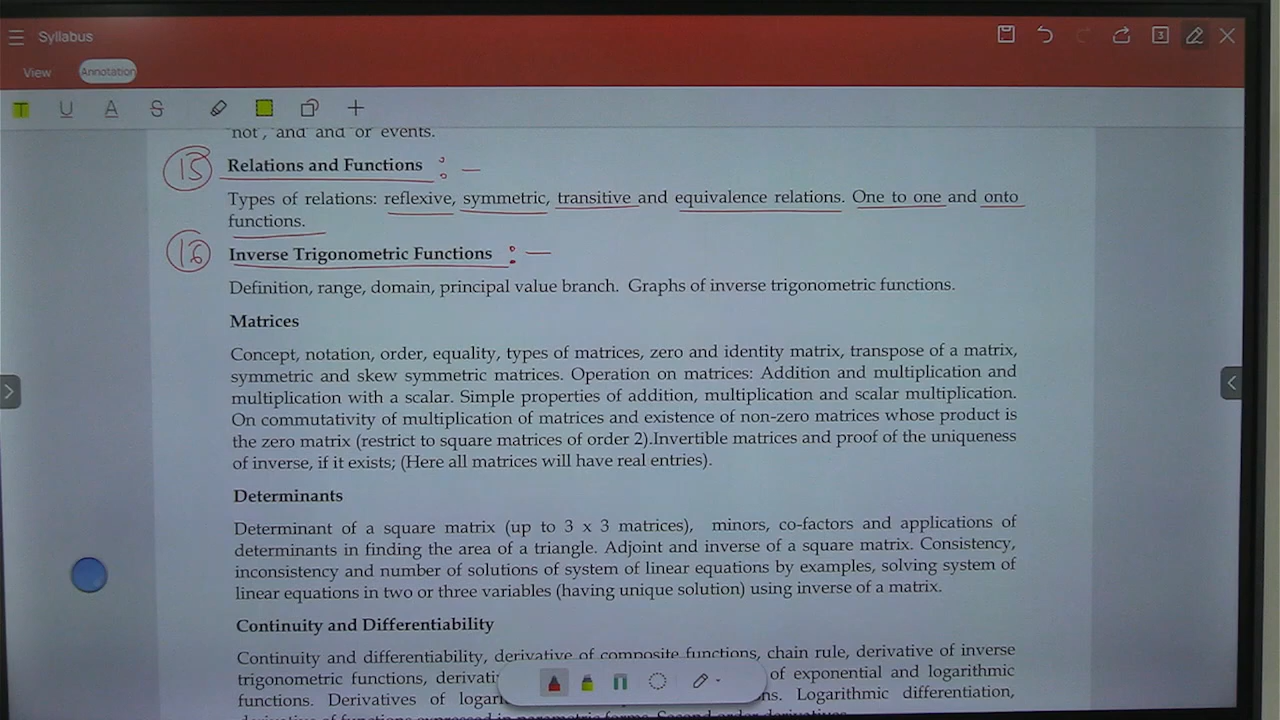 Syllabus
View Annotation
T U A S
"not", "and" and "or" events.
15 Relations and Functions : —
Types of relations: reflexive, symmetric, transitive and equivalence relations. One to one and onto
functions.
16 Inverse Trigonometric Functions : —
Definition, range, domain, principal value branch. Graphs of inverse trigonometric functions.
Matrices
Concept, notation, order, equality, types of matrices, zero and identity matrix, transpose of a matrix,
symmetric and skew symmetric matrices. Operation on matrices: Addition and multiplication and
multiplication with a scalar. Simple properties of addition, multiplication and scalar multiplication.
On commutativity of multiplication of matrices and existence of non-zero matrices whose product is
the zero matrix (restrict to square matrices of order 2).Invertible matrices and proof of the uniqueness
of inverse, if it exists; (Here all matrices will have real entries).
Determinants
Determinant of a square matrix (up to 3 x 3 matrices), minors, co-factors and applications of
determinants in finding the area of a triangle. Adjoint and inverse of a square matrix. Consistency,
inconsistency and number of solutions of system of linear equations by examples, solving system of
linear equations in two or three variables (having unique solution) using inverse of a matrix.
Continuity and Differentiability
Continuity and differentiability, derivative of composite functions, chain rule, derivative of inverse
trigonometric functions, of exponential and logarithmic
functions. Derivatives of Logarithmic differentiation,